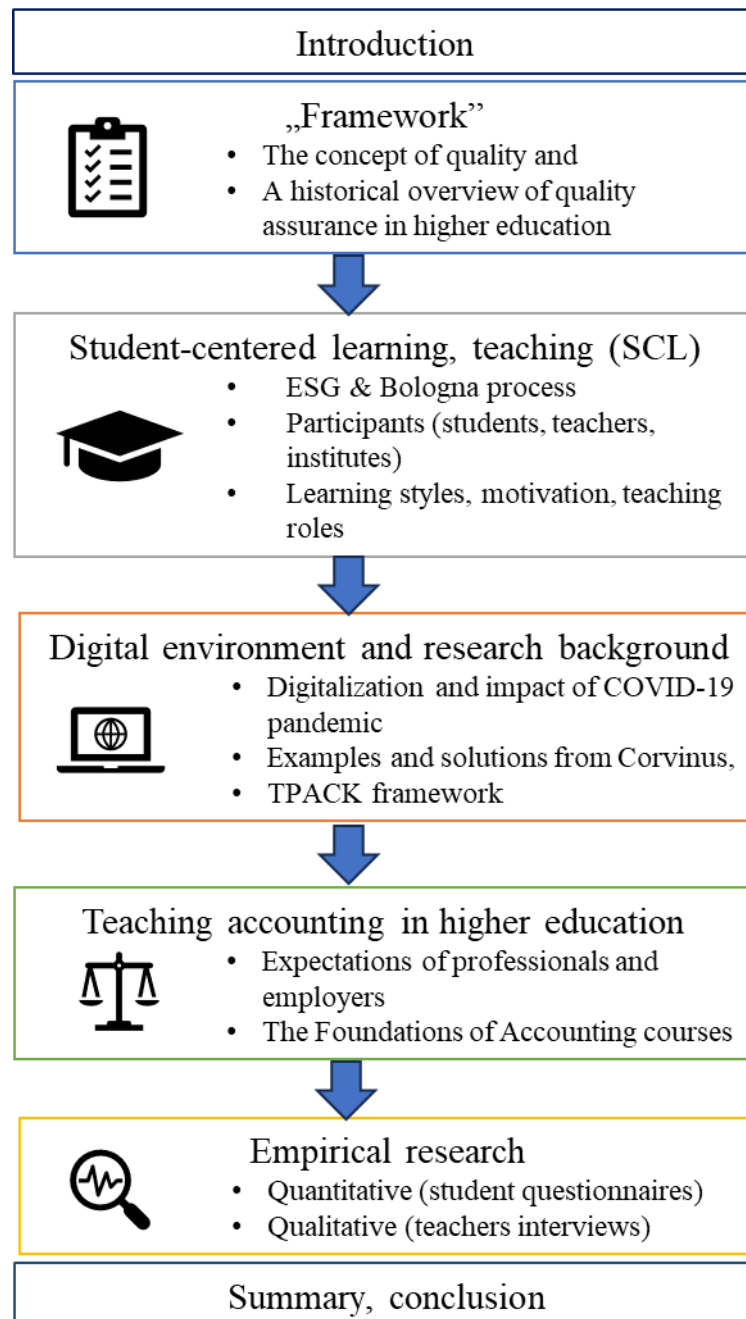 Introduction
„Framework”
• The concept of quality and
• A historical overview of quality
assurance in higher education
Student-centered learning, teaching (SCL)
• ESG & Bologna process
• Participants (students, teachers,
institutes)
• Learning styles, motivation, teaching
roles
Digital environment and research background
• Digitalization and impact of COVID-19
pandemic
• Examples and solutions from Corvinus,
• TPACK framework
Teaching accounting in higher education
• Expectations of professionals and
employers
• The Foundations of Accounting courses
Empirical research
• Quantitative (student questionnaires)
• Qualitative (teachers interviews)
Summary, conclusion